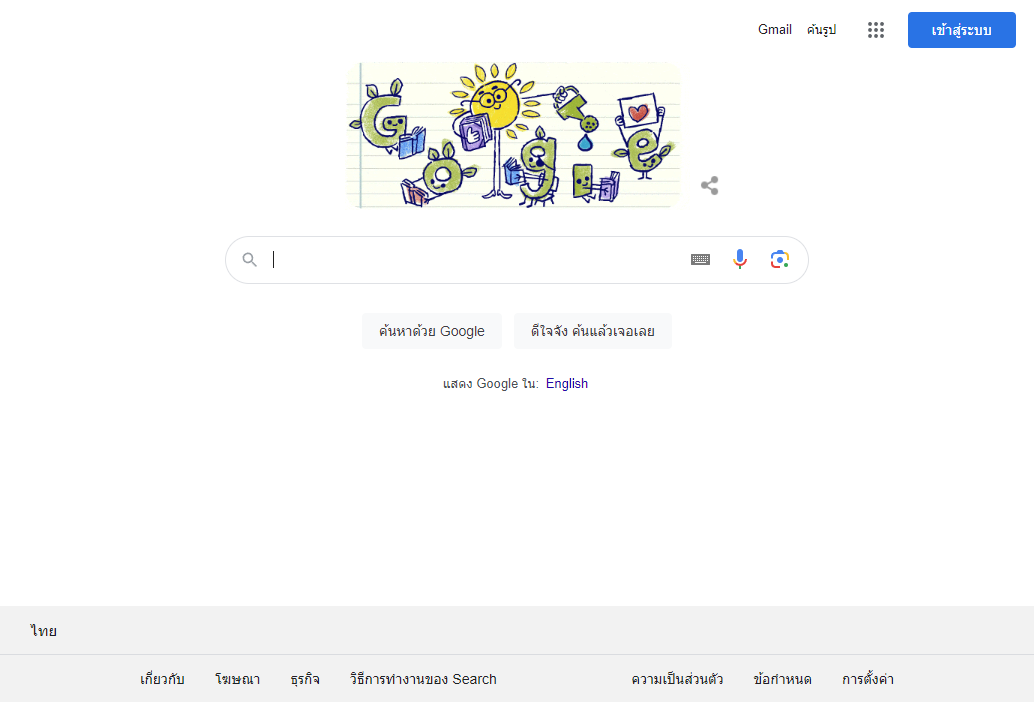 Gmail ค้นรูป เข้าสู่ระบบ
Google
ค้นหาด้วย Google ดีใจจัง ค้นแล้วเจอเลย
แสดง Google ใน: English
ไทย
เกี่ยวกับ โฆษณา ธุรกิจ วิธีการทำงานของ Search ความเป็นส่วนตัว ข้อกำหนด การตั้งค่า